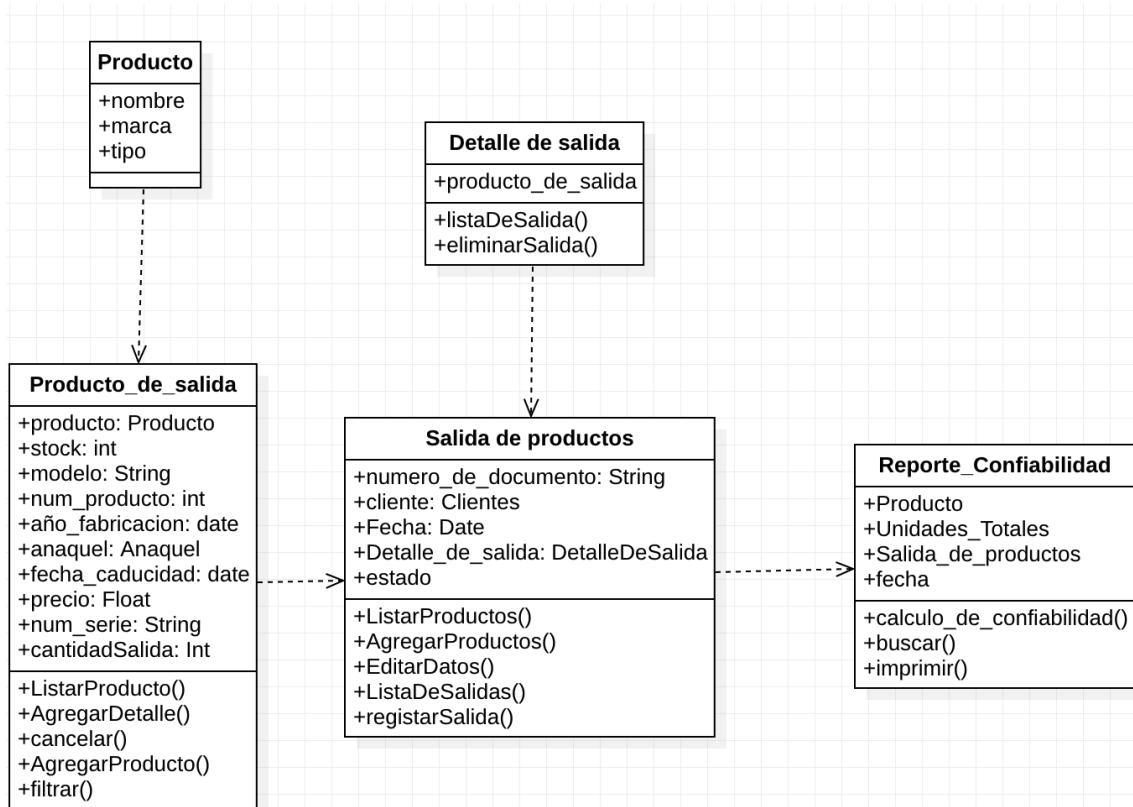 Producto
+nombre
+marca
+tipo
Detalle de salida
+producto_de_salida
+listaDeSalida()
+eliminarSalida()
Producto_de_salida
+producto: Producto
+stock: int
+modelo: String
+num_producto: int
+año_fabricacion: date
+anaquel: Anaquel
+fecha_caducidad: date
+precio: Float
+num_serie: String
+cantidadSalida: Int
+ListarProducto()
+AgregarDetalle()
+cancelar()
+AgregarProducto()
+filtrar()
Salida de productos
+numero_de_documento: String
+cliente: Clientes
+Fecha: Date
+Detalle_de_salida: DetalleDeSalida
+estado
+ListarProductos()
+AgregarProductos()
+EditarDatos()
+ListaDeSalidas()
+registarSalida()
Reporte_Confiabilidad
+Producto
+Unidades_Totales
+Salida_de_productos
+fecha
+calculo_de_confiabilidad()
+buscar()
+imprimir()